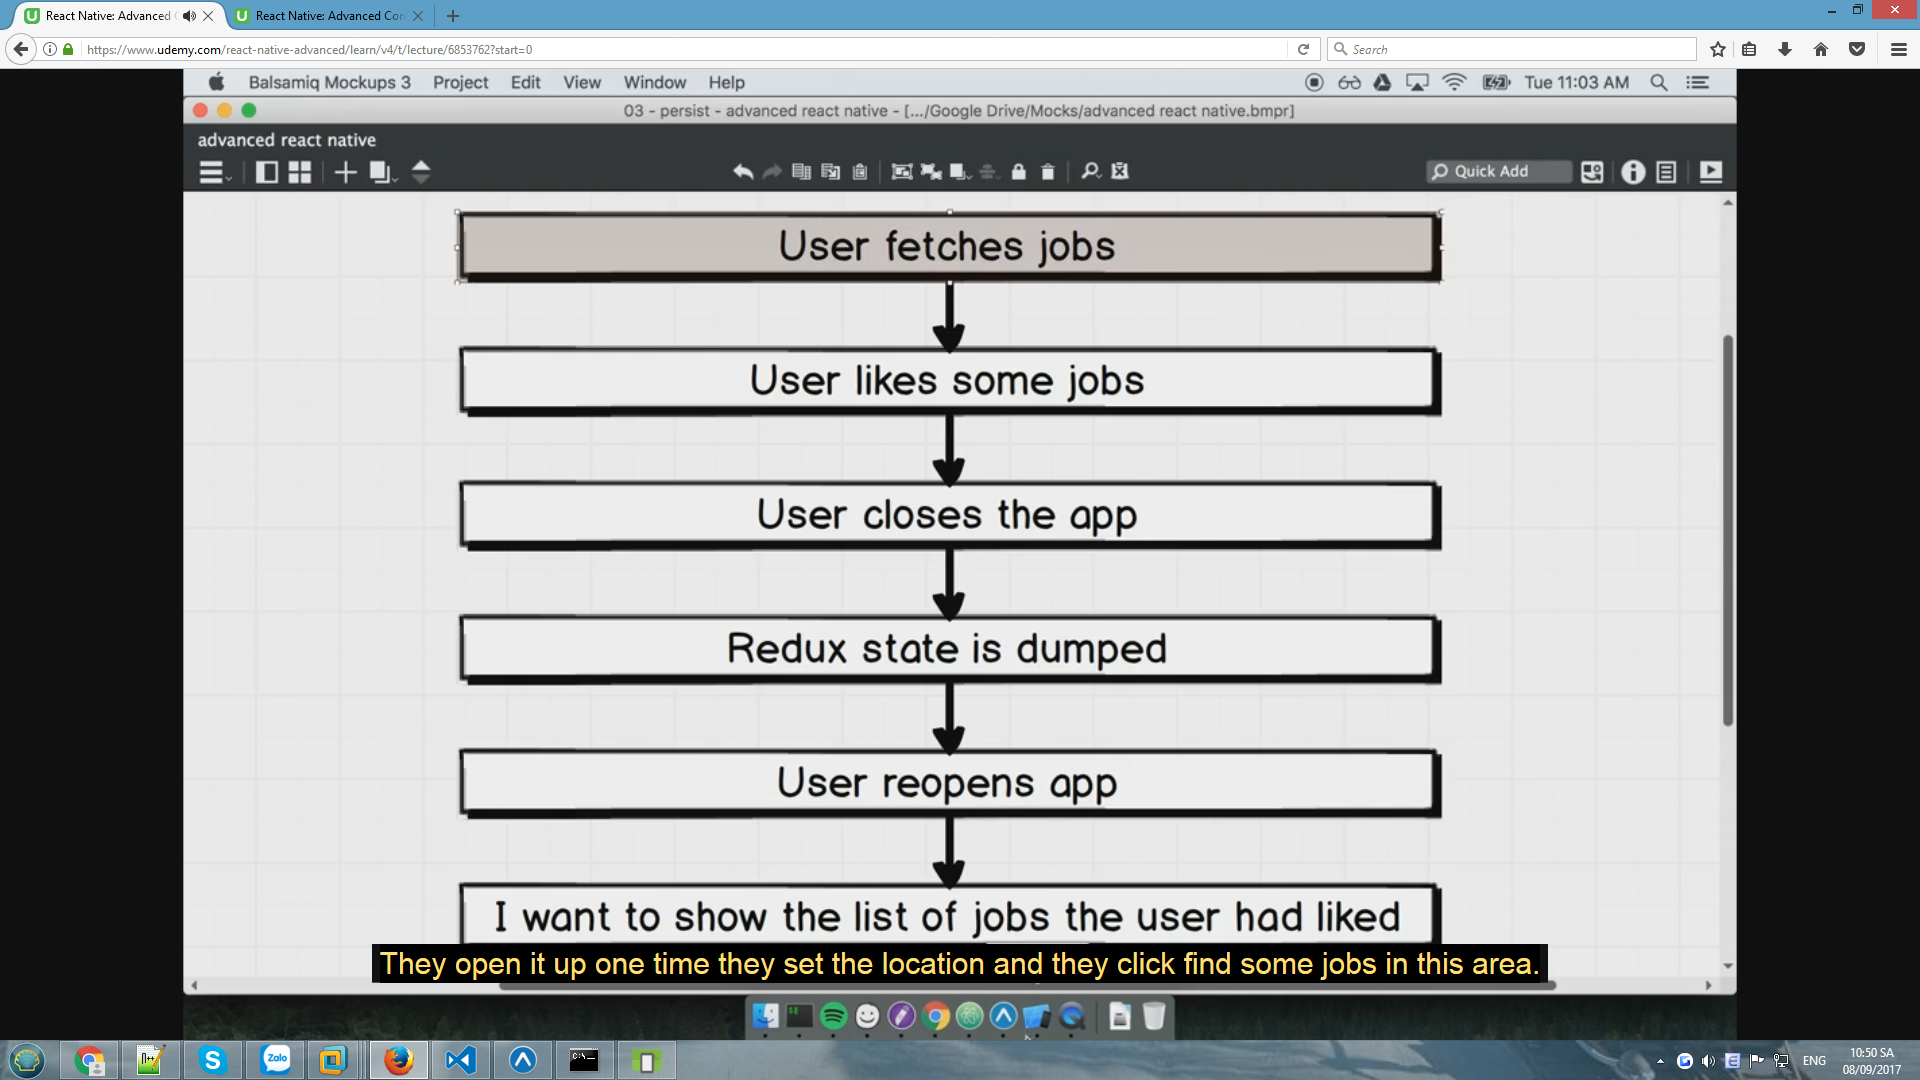 React Native: Advanced C
React Native: Advanced Con
https://www.udemy.com/react-native-advanced/learn/v4/t/lecture/6853762?start=0
Search
Balsamiq Mockups 3 Project Edit View Window Help
Tue 11:03 AM
03 - persist - advanced react native - [.../Google Drive/Mocks/advanced react native.bmpr]
advanced react native
Quick Add
User fetches jobs
User likes some jobs
User closes the app
Redux state is dumped
User reopens app
I want to show the list of jobs the user had liked
They open it up one time they set the location and they click find some jobs in this area.
Zalo
ENG
10:50 SA
08/09/2017